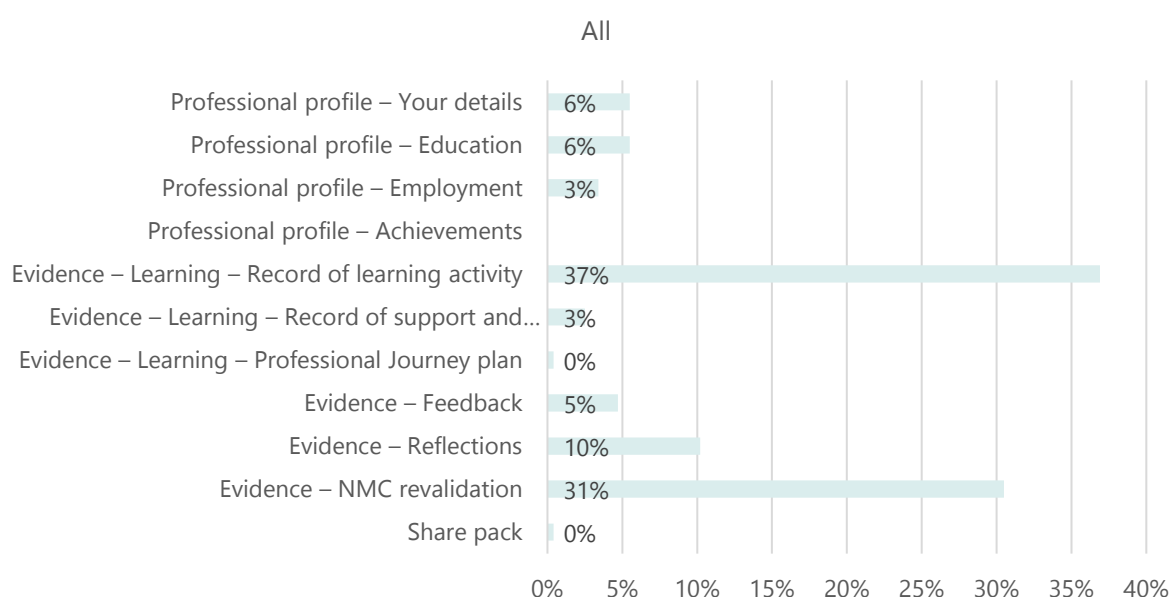 All
Professional profile – Your details 6%
Professional profile – Education 6%
Professional profile – Employment 3%
Professional profile – Achievements
Evidence – Learning – Record of learning activity 37%
Evidence – Learning – Record of support and... 3%
Evidence – Learning – Professional Journey plan 0%
Evidence – Feedback 5%
Evidence – Reflections 10%
Evidence – NMC revalidation 31%
Share pack 0%
0% 5% 10% 15% 20% 25% 30% 35% 40%